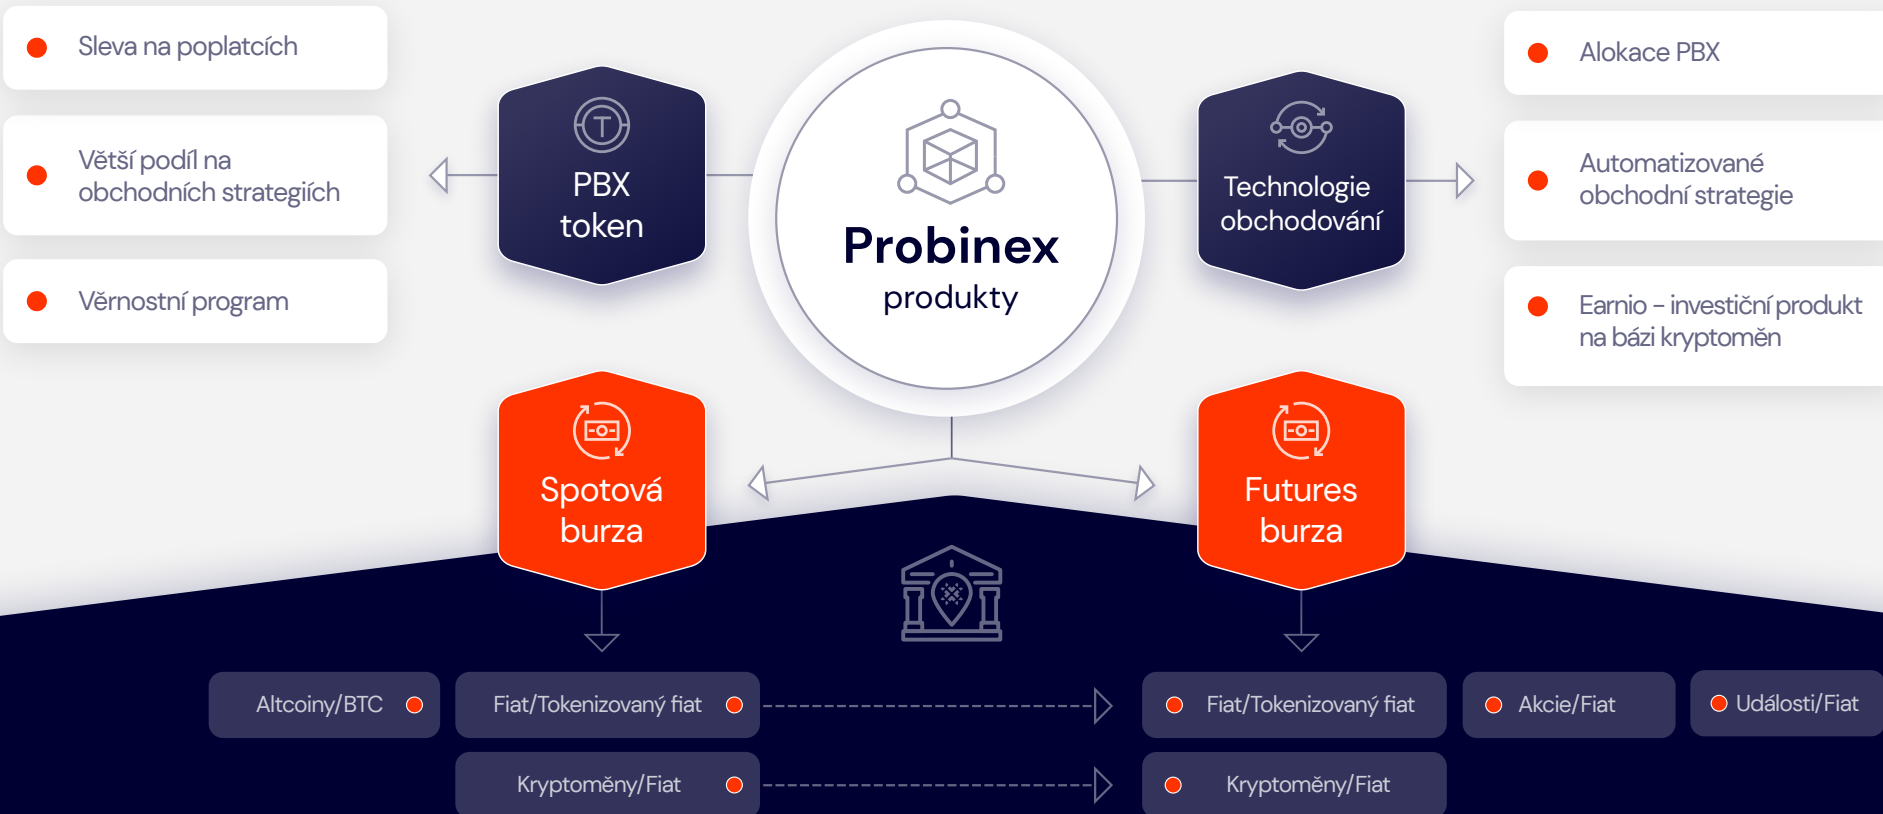 Sleva na poplatcích
Větší podíl na
obchodních strategiích
Věrnostní program
PBX
token
Probinex
produkty
Technologie
obchodování
Alokace PBX
Automatizované
obchodní strategie
Earnio - investiční produkt
na bázi kryptoměn
Spotová
burza
Futures
burza
Altcoiny/BTC
Fiat/Tokenizovaný fiat
Fiat/Tokenizovaný fiat
Akcie/Fiat
Události/Fiat
Kryptoměny/Fiat
Kryptoměny/Fiat